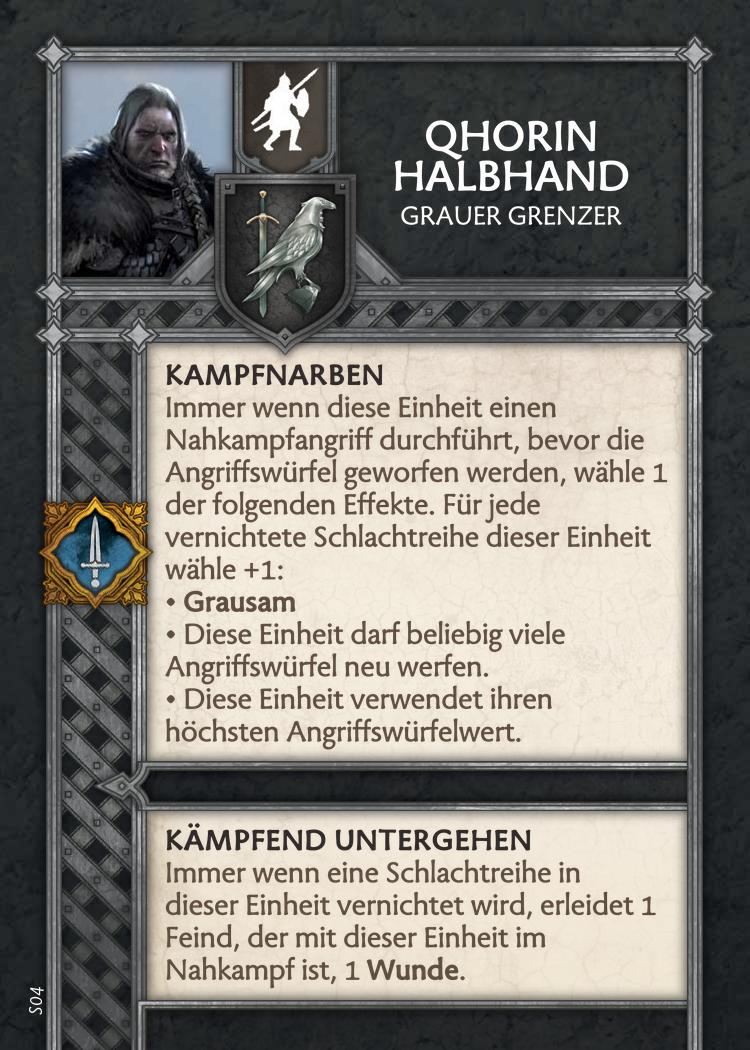 QHORIN
HALBHAND
GRAUER GRENZER
KAMPFNARBEN
Immer wenn diese Einheit einen
Nahkampfangriff durchführt, bevor die
Angriffswürfel geworfen werden, wähle 1
der folgenden Effekte. Für jede
vernichtete Schlachtreihe dieser Einheit
wähle +1:
• Grausam
• Diese Einheit darf beliebig viele
Angriffswürfel neu werfen.
• Diese Einheit verwendet ihren
höchsten Angriffswürfelwert.
KÄMPFEND UNTERGEHEN
Immer wenn eine Schlachtreihe in
dieser Einheit vernichtet wird, erleidet 1
Feind, der mit dieser Einheit im
Nahkampf ist, 1 Wunde.
S04